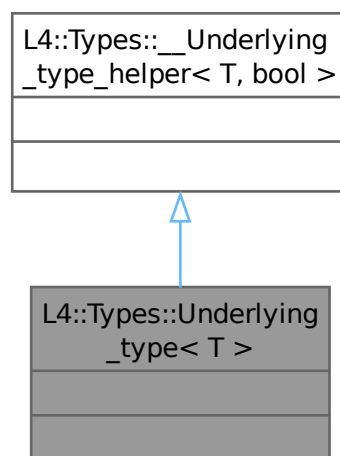 L4::Types::__Underlying
_type_helper< T, bool >
L4::Types::Underlying
_type< T >